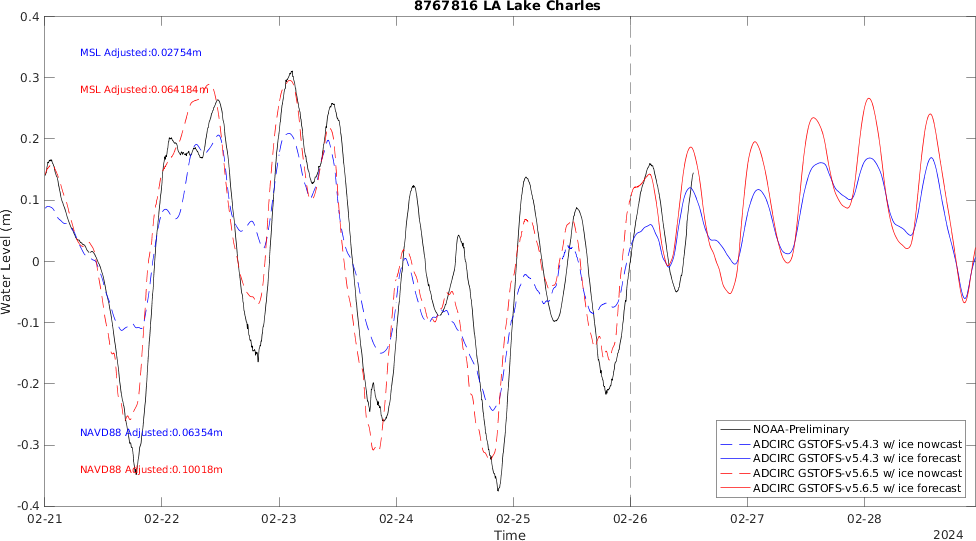 8767816 LA Lake Charles
Water Level (m)
0.4
0.3
0.2
0.1
0
-0.1
-0.2
-0.3
-0.4
MSL Adjusted:0.02754m
MSL Adjusted:0.064184m
NAVD88 Adjusted:0.06354m
NAVD88 Adjusted:0.10018m
NOAA-Preliminary
ADCIRC GSTOFS-v5.4.3 w/ ice nowcast
ADCIRC GSTOFS-v5.4.3 w/ ice forecast
ADCIRC GSTOFS-v5.6.5 w/ ice nowcast
ADCIRC GSTOFS-v5.6.5 w/ ice forecast
02-21 02-22 02-23 02-24 02-25 02-26 02-27 02-28
Time
2024